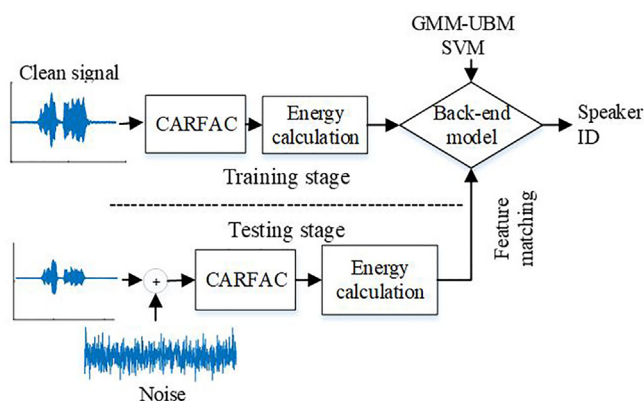 GMM-UBM
SVM
Clean signal
CARFAC
Energy
calculation
Back-end
model
Speaker
ID
Training stage
Testing stage
Feature
matching
+
CARFAC
Energy
calculation
Noise